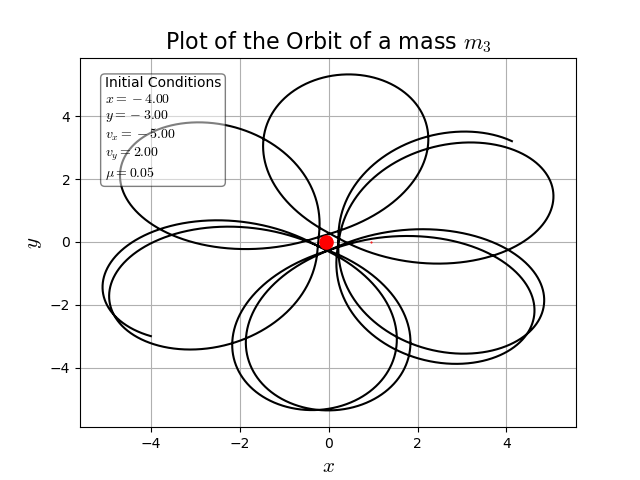 Plot of the Orbit of a mass m₃
Initial Conditions
x = −4.00
y = −3.00
vₓ = −5.00
v_y = 2.00
μ = 0.05
4
2
0
−2
−4
y
−4
−2
0
2
4
x